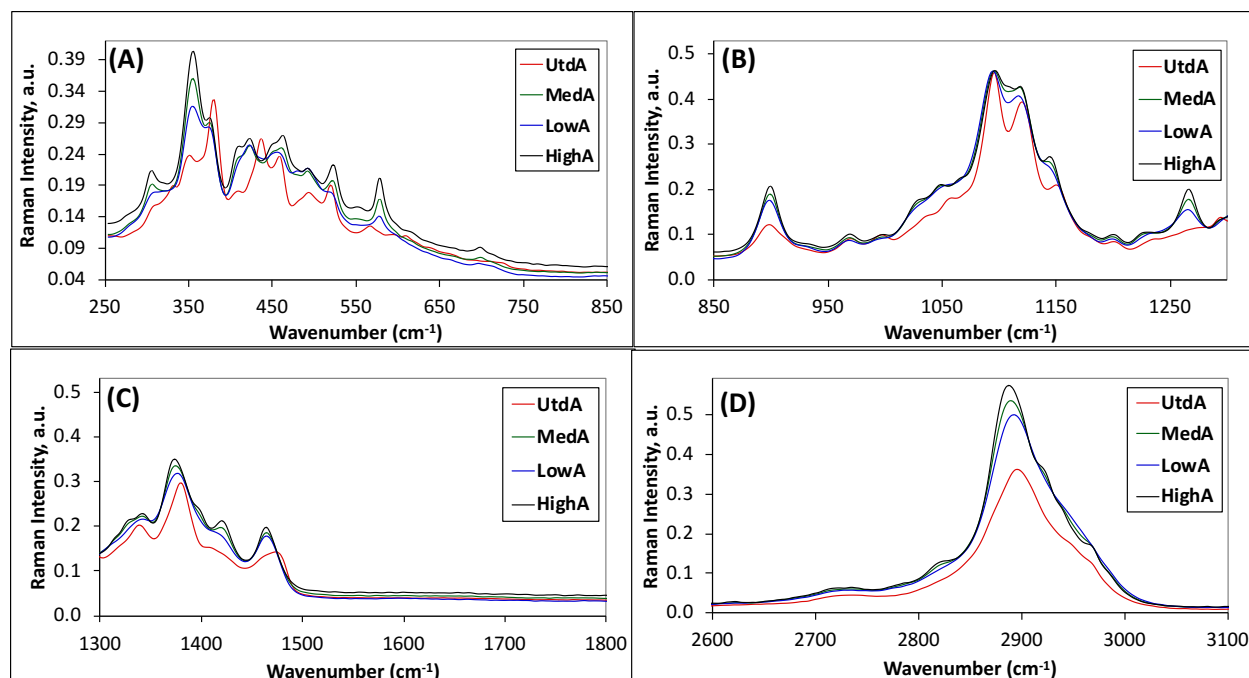 (A)
Raman Intensity, a.u.
0.39
0.34
0.29
0.24
0.19
0.14
0.09
0.04
250 350 450 550 650 750 850
Wavenumber (cm-1)
UtdA
MedA
LowA
HighA
(B)
Raman Intensity, a.u.
0.5
0.4
0.3
0.2
0.1
0.0
850 950 1050 1150 1250
Wavenumber (cm-1)
UtdA
MedA
LowA
HighA
(C)
Raman Intensity, a.u.
0.5
0.4
0.3
0.2
0.1
0.0
1300 1400 1500 1600 1700 1800
Wavenumber (cm-1)
UtdA
MedA
LowA
HighA
(D)
Raman Intensity, a.u.
0.5
0.4
0.3
0.2
0.1
0.0
2600 2700 2800 2900 3000 3100
Wavenumber (cm-1)
UtdA
MedA
LowA
HighA